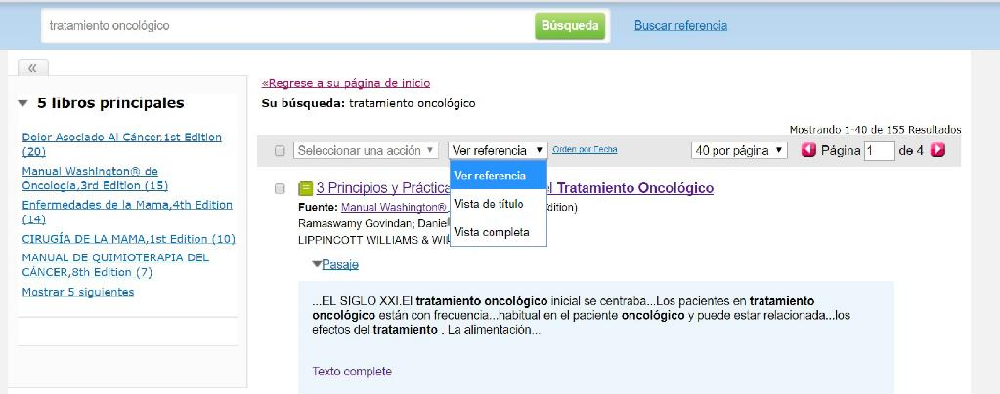 tratamiento oncológico
Búsqueda
Buscar referencia
«
5 libros principales
Dolor Asociado Al Cáncer,1st Edition
(20)
Manual Washington® de
Oncología,3rd Edition (15)
Enfermedades de la Mama,4th Edition
(14)
CIRUGÍA DE LA MAMA,1st Edition (10)
MANUAL DE QUIMIOTERAPIA DEL
CÁNCER,8th Edition (7)
Mostrar 5 siguientes
«Regrese a su página de inicio
Su búsqueda: tratamiento oncológico
Mostrando 1-40 de 155 Resultados
Seleccionar una acción
Ver referencia
Orden por Fecha
40 por página
Página 1 de 4
Ver referencia
Vista de título
Vista completa
3 Principios y Práctica el Tratamiento Oncológico
Fuente: Manual Washington® dition)
Ramaswamy Govindan; Danie
LIPPINCOTT WILLIAMS & WI
Pasaje
...EL SIGLO XXI.El tratamiento oncológico inicial se centraba...Los pacientes en tratamiento
oncológico están con frecuencia...habitual en el paciente oncológico y puede estar relacionada...los
efectos del tratamiento . La alimentación...
Texto complete